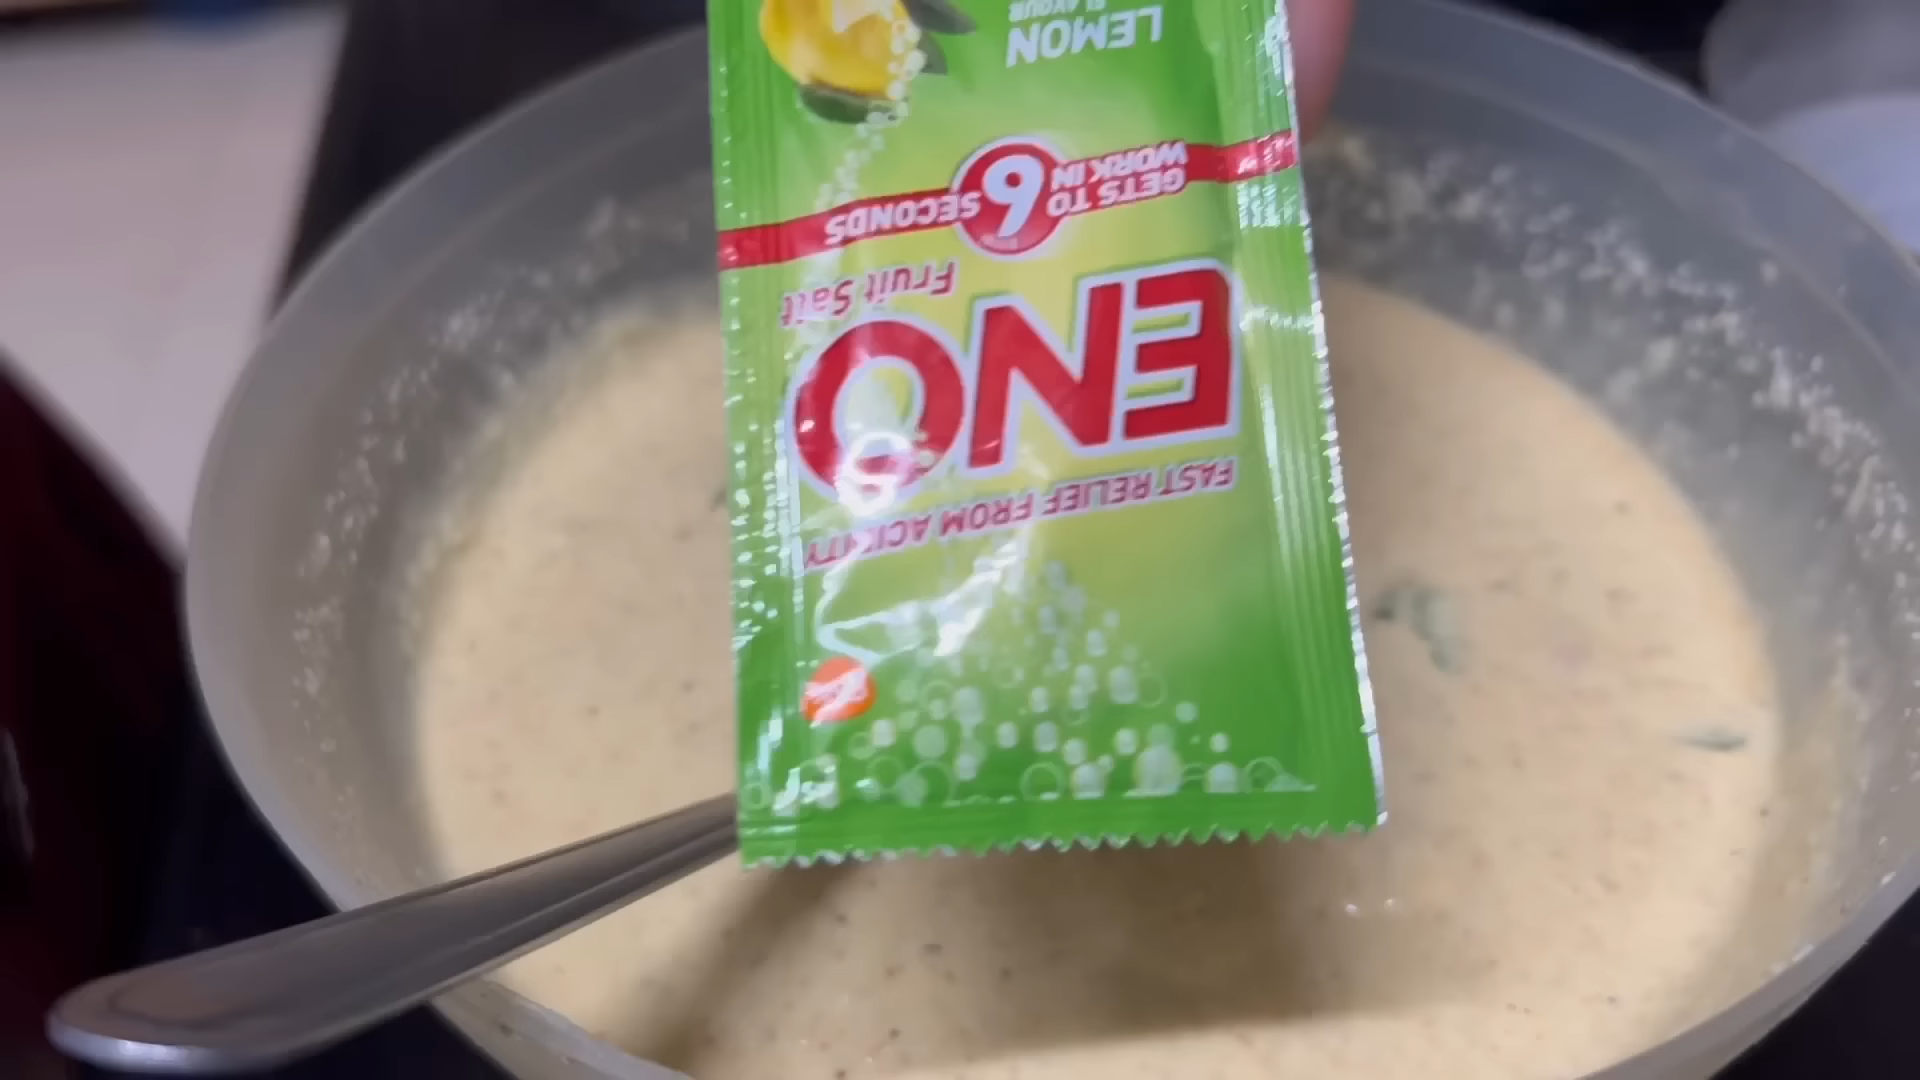 FAST RELIEF FROM ACIDITY
ENO
Fruit Salt
GETS TO
WORK IN 6 SECONDS
LEMON
FLAVOUR